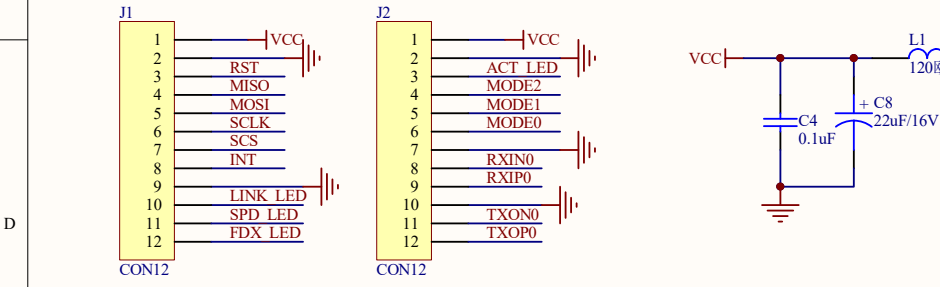 J1
1 VCC
2
3 RST
4 MISO
5 MOSI
6 SCLK
7 SCS
8 INT
9
10 LINK_LED
11 SPD_LED
12 FDX_LED
CON12
J2
1 VCC
2
3 ACT_LED
4 MODE2
5 MODE1
6 MODE0
7
8 RXIN0
9 RXIP0
10
11 TXON0
12 TXOP0
CON12
VCC
C4
0.1uF
+ C8
22uF/16V
L1
D